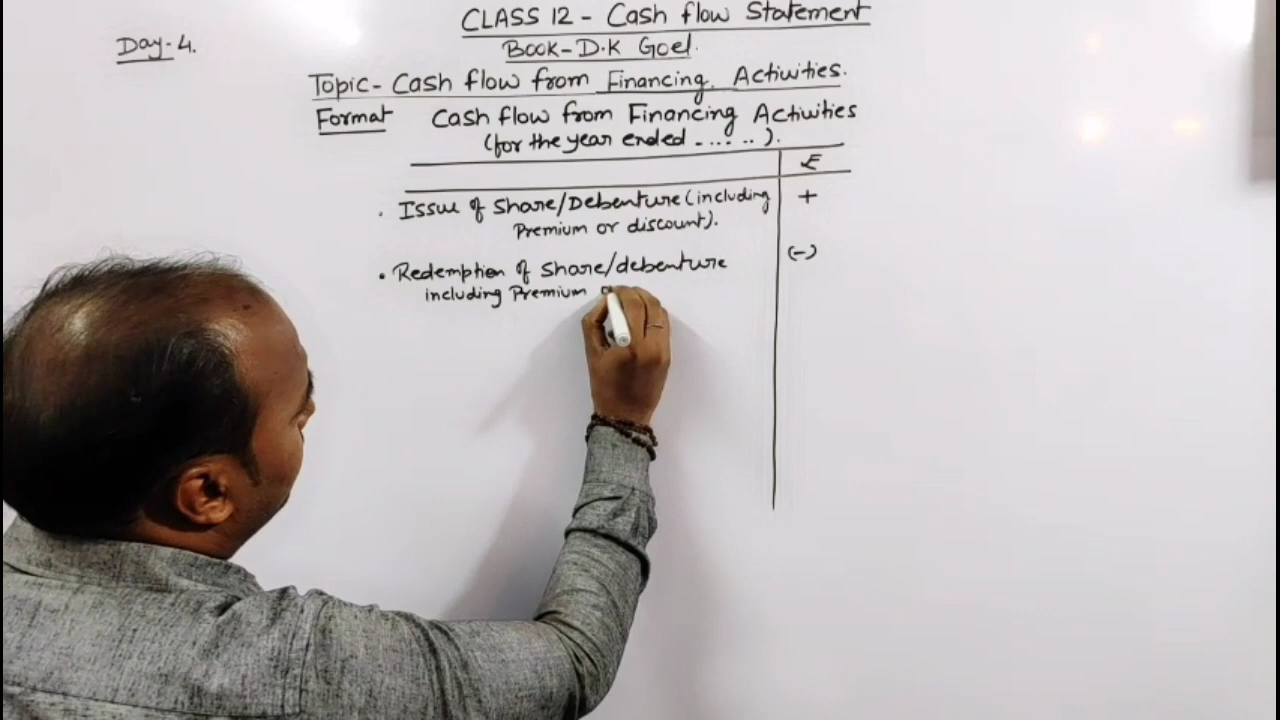 CLASS 12 - Cash flow Statement
Day-4.
BOOK-D.K Goel.
Topic- Cash flow from Financing. Activities.
Format Cash flow from Financing Activities
(for the year ended ........).
₹
. Issue of Share/Debenture (including +
Premium or discount).
• Redemption of Share/debenture (-)
including Premium